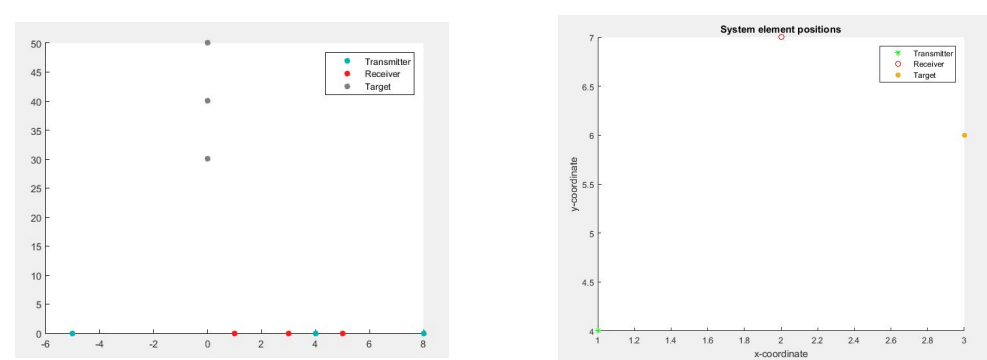 50
45
40
35
30
25
20
15
10
5
0
-6 -4 -2 0 2 4 6 8
Transmitter
Receiver
Target
System element positions
7
6.5
6
5.5
5
4.5
4
1 1.2 1.4 1.6 1.8 2 2.2 2.4 2.6 2.8 3
y-coordinate
x-coordinate
Transmitter
Receiver
Target